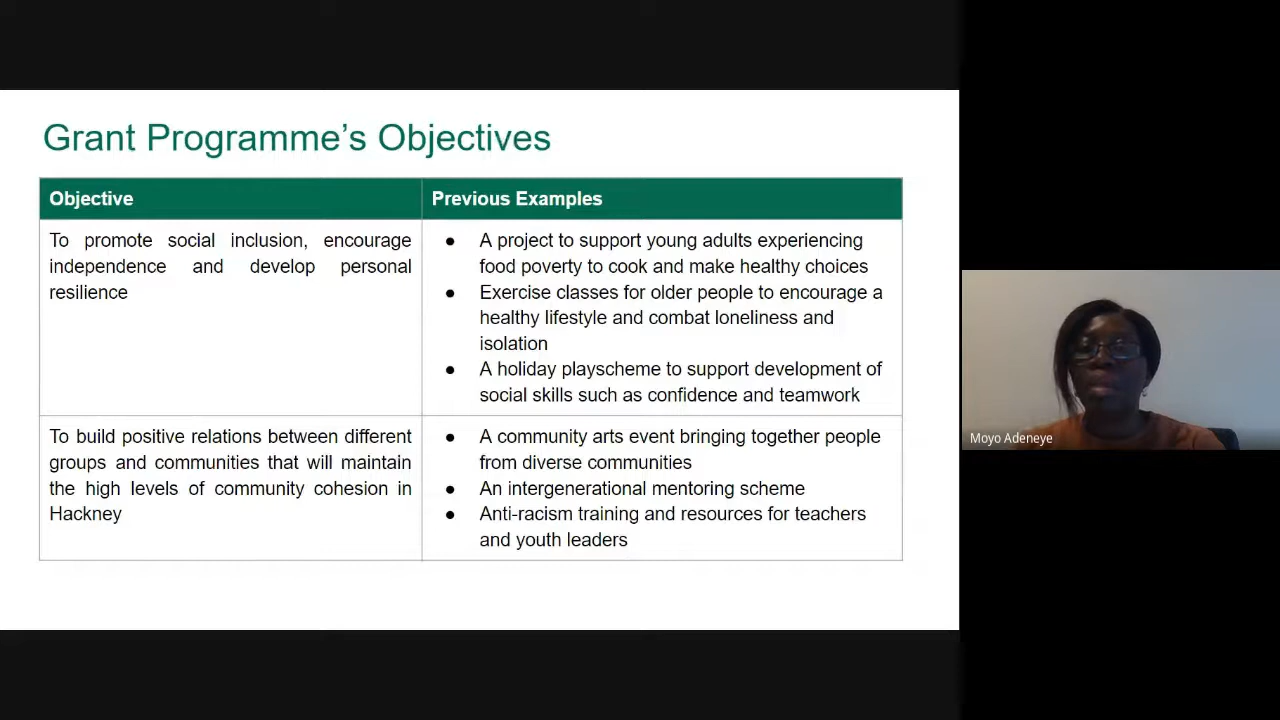 Grant Programme's Objectives
Objective
Previous Examples
To promote social inclusion, encourage
independence and develop personal
resilience
● A project to support young adults experiencing
food poverty to cook and make healthy choices
● Exercise classes for older people to encourage a
healthy lifestyle and combat loneliness and
isolation
● A holiday playscheme to support development of
social skills such as confidence and teamwork
To build positive relations between different
groups and communities that will maintain
the high levels of community cohesion in
Hackney
● A community arts event bringing together people
from diverse communities
● An intergenerational mentoring scheme
● Anti-racism training and resources for teachers
and youth leaders
Moyo Adeneye